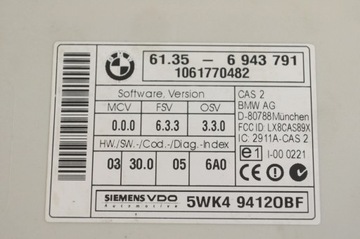 BMW
61.35 - 6 943 791
1061770482
Software, Version
MCV FSV OSV
0.0.0 6.3.3 3.3.0
HW./SW.-/Cod./Diag.-Index
03 30.0 05 6A0
CAS 2
BMW AG
D-80788 München
FCC ID: LX8CAS89X
IC: 2911A-CAS 2
e1 I-00 0221
SIEMENS VDO
Automotive
5WK4 94120BF